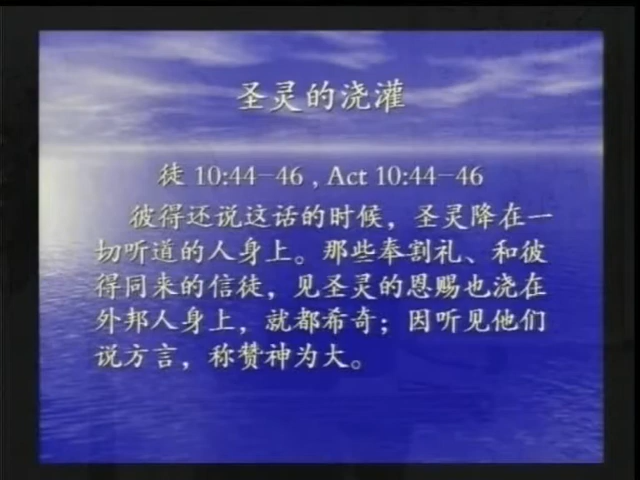 圣灵的浇灌
徒 10:44－46 , Act 10:44－46
彼得还说这话的时候，圣灵降在一
切听道的人身上。那些奉割礼、和彼
得同来的信徒，见圣灵的恩赐也浇在
外邦人身上，就都希奇；因听见他们
说方言，称赞神为大。